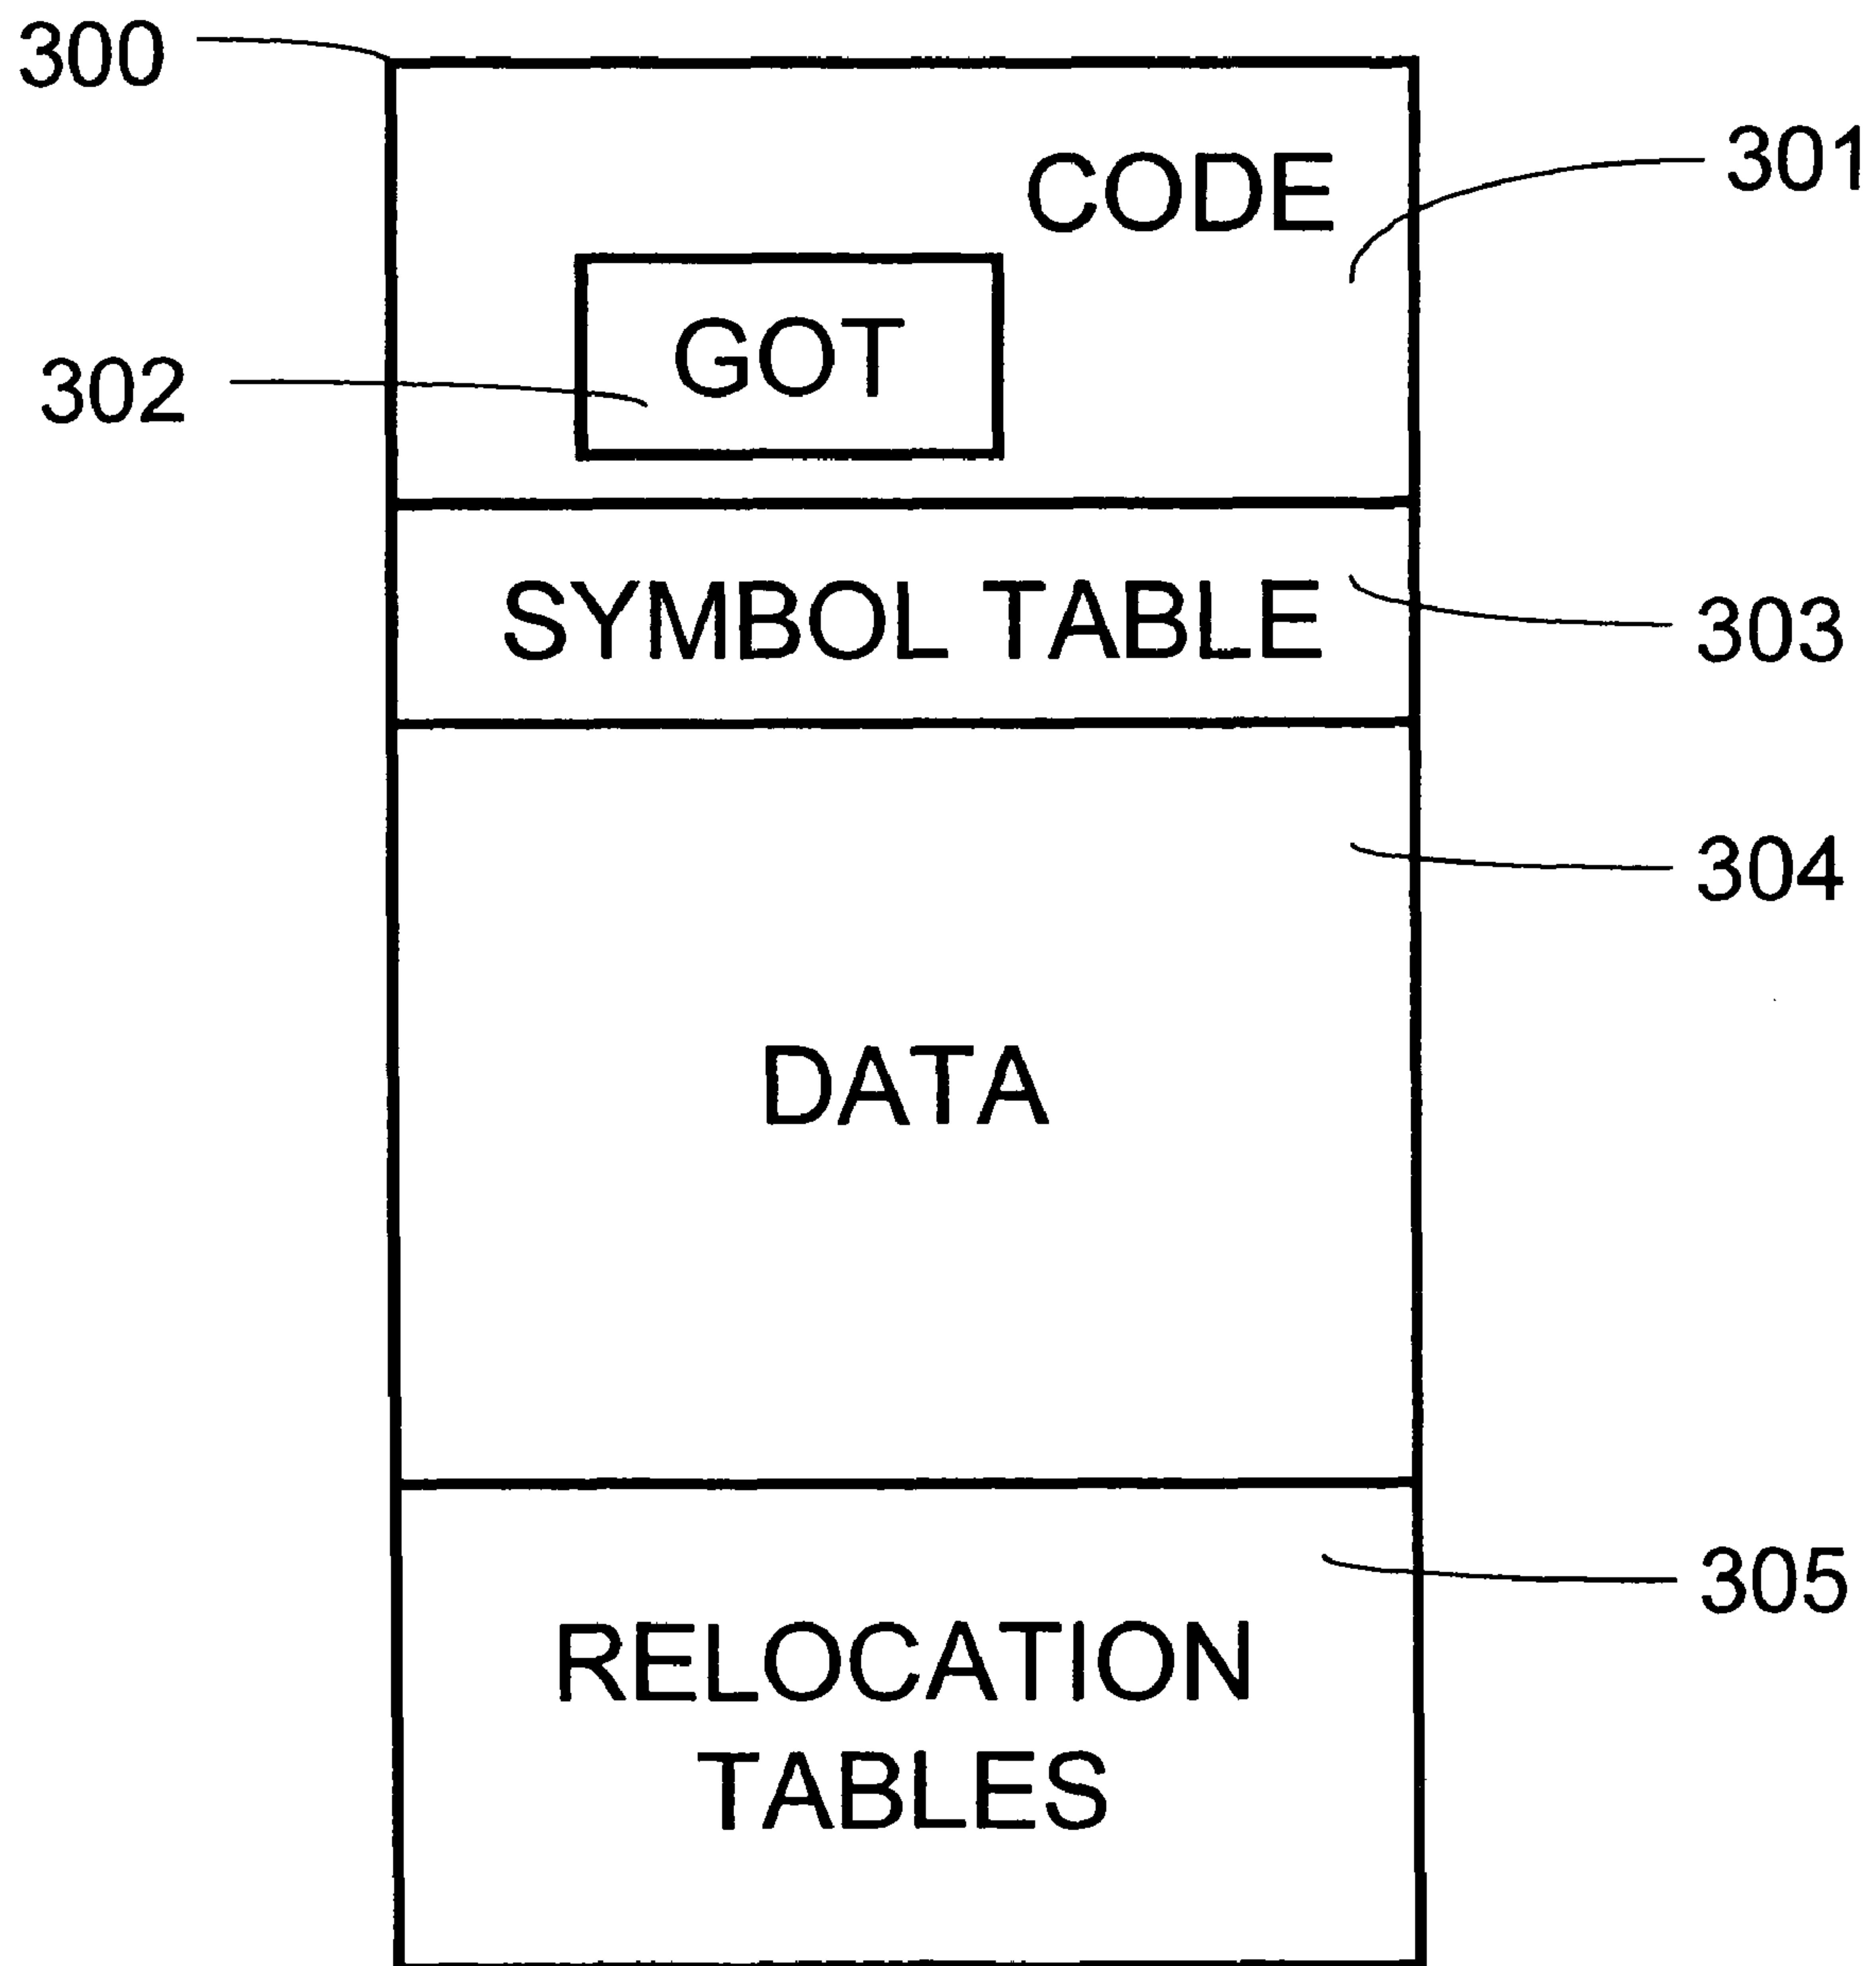 300
CODE
301
GOT
302
SYMBOL TABLE
303
304
DATA
305
RELOCATION
TABLES